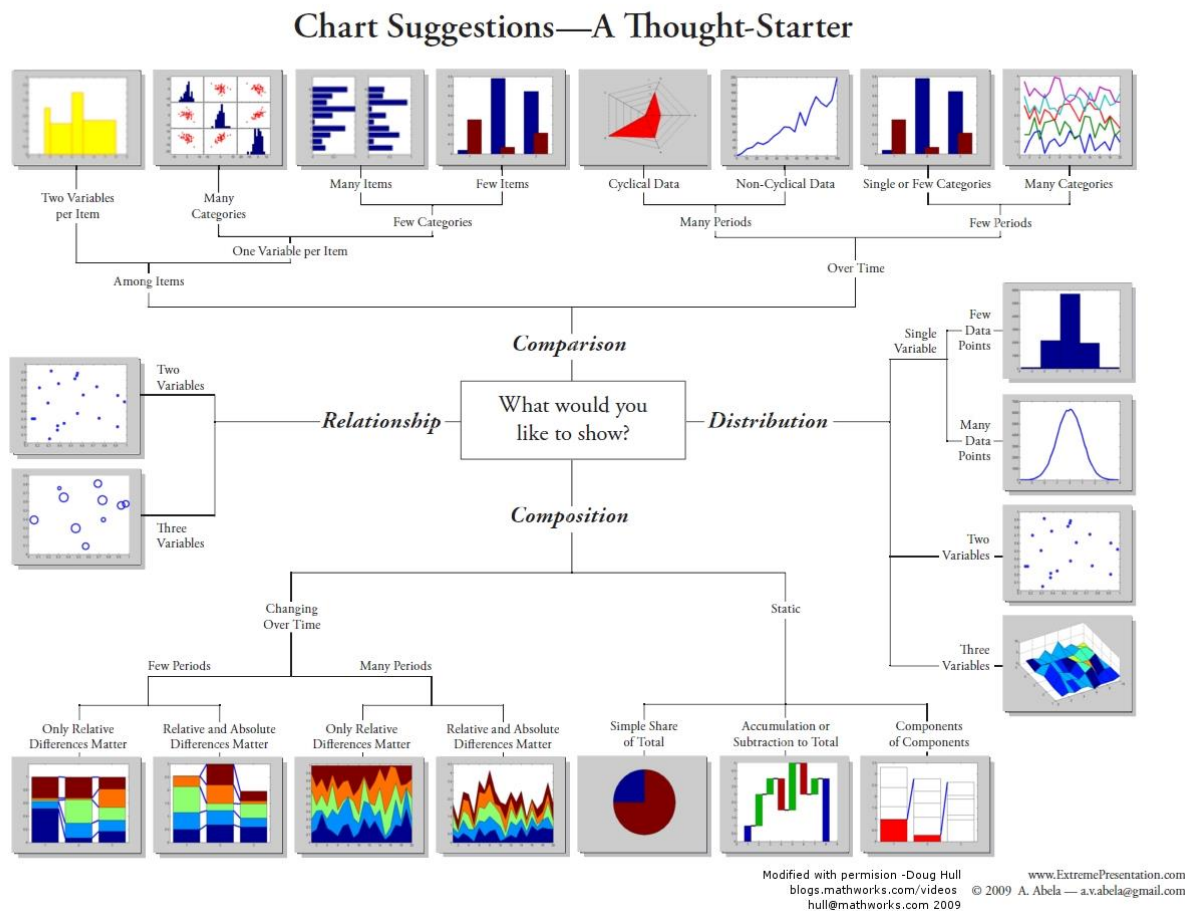 Chart Suggestions—A Thought-Starter
Two Variables
per Item
Many
Categories
Many Items
Few Items
Cyclical Data
Non-Cyclical Data
Single or Few Categories
Many Categories
Few Categories
Many Periods
Few Periods
One Variable per Item
Among Items
Over Time
Comparison
What would you
like to show?
Relationship
Two
Variables
Three
Variables
Distribution
Single
Variable
Few
Data
Points
Many
Data
Points
Two
Variables
Three
Variables
Composition
Changing
Over Time
Static
Few Periods
Many Periods
Only Relative
Differences Matter
Relative and Absolute
Differences Matter
Only Relative
Differences Matter
Relative and Absolute
Differences Matter
Simple Share
of Total
Accumulation or
Subtraction to Total
Components
of Components
Modified with permision -Doug Hull
blogs.mathworks.com/videos
hull@mathworks.com 2009
www.ExtremePresentation.com
© 2009 A. Abela — a.v.abela@gmail.com